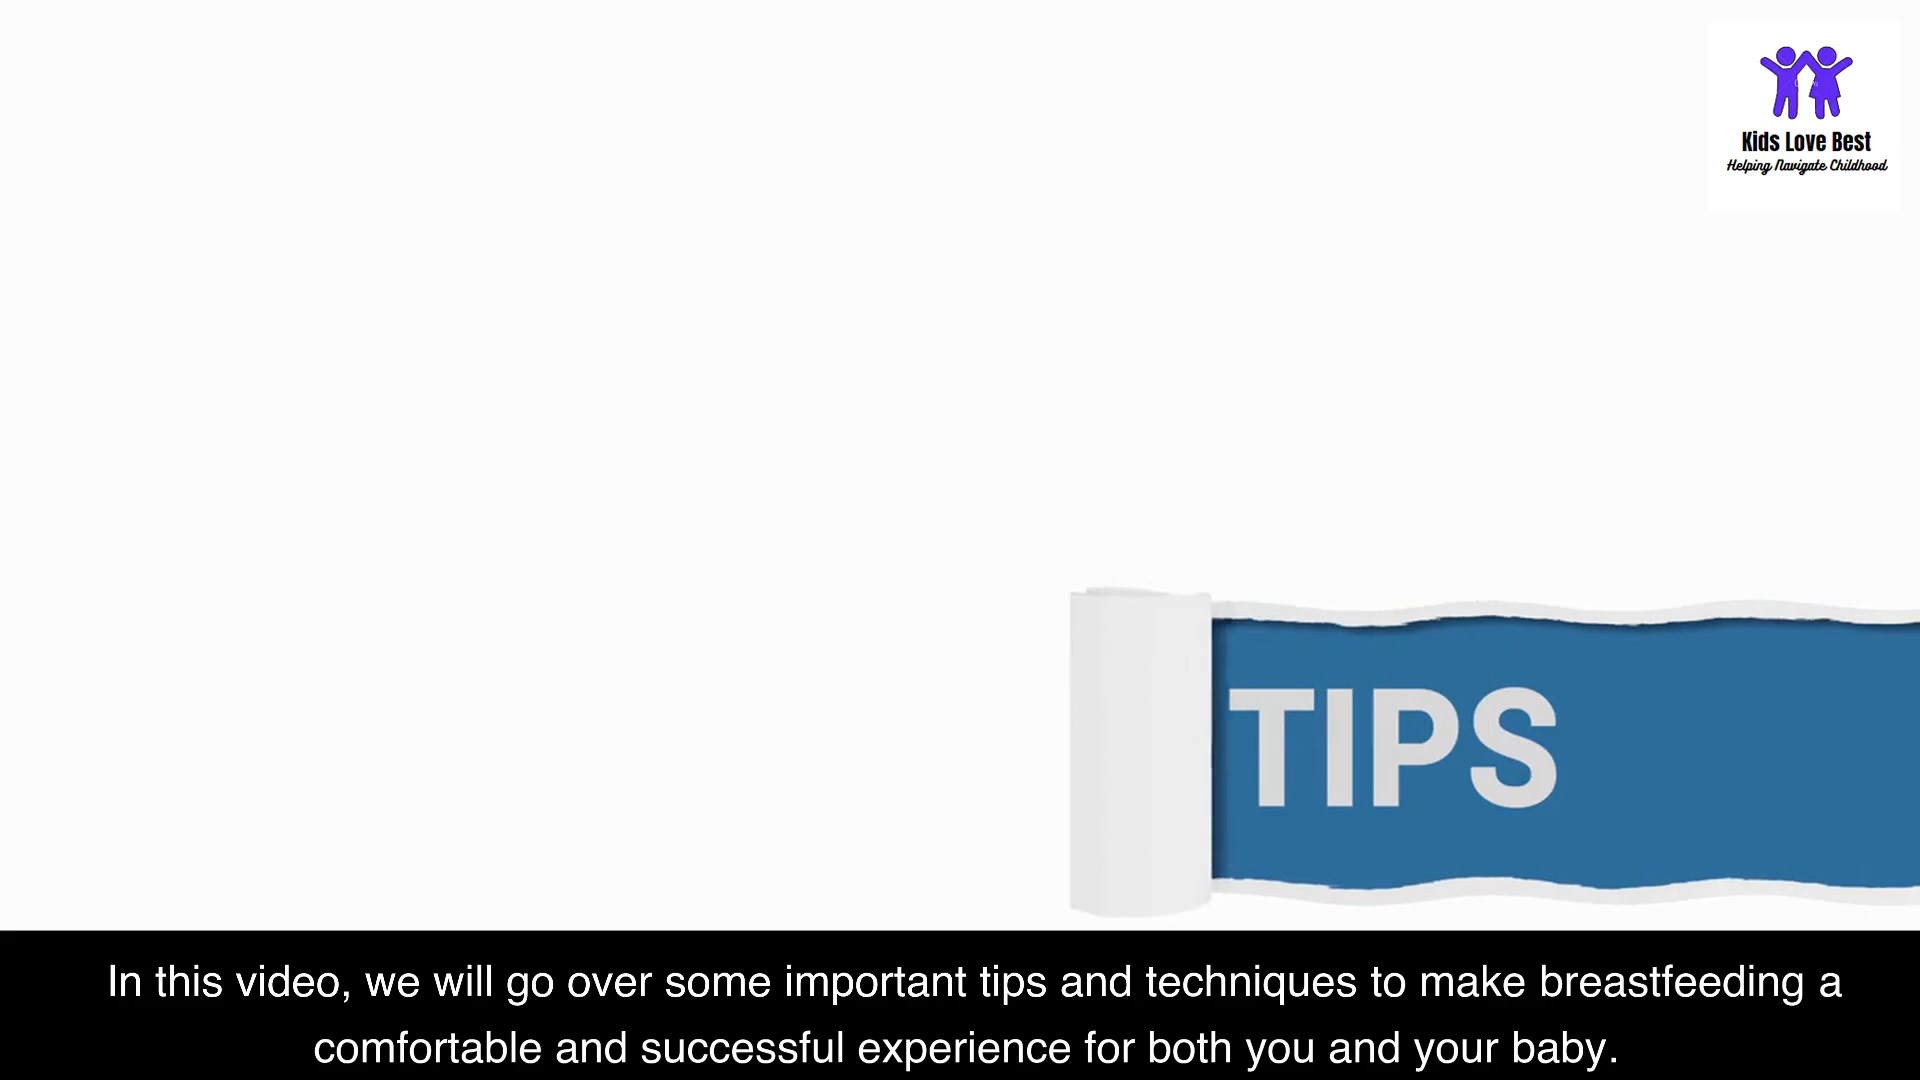 Kids Love Best
Helping Navigate Childhood
TIPS
In this video, we will go over some important tips and techniques to make breastfeeding a
comfortable and successful experience for both you and your baby.